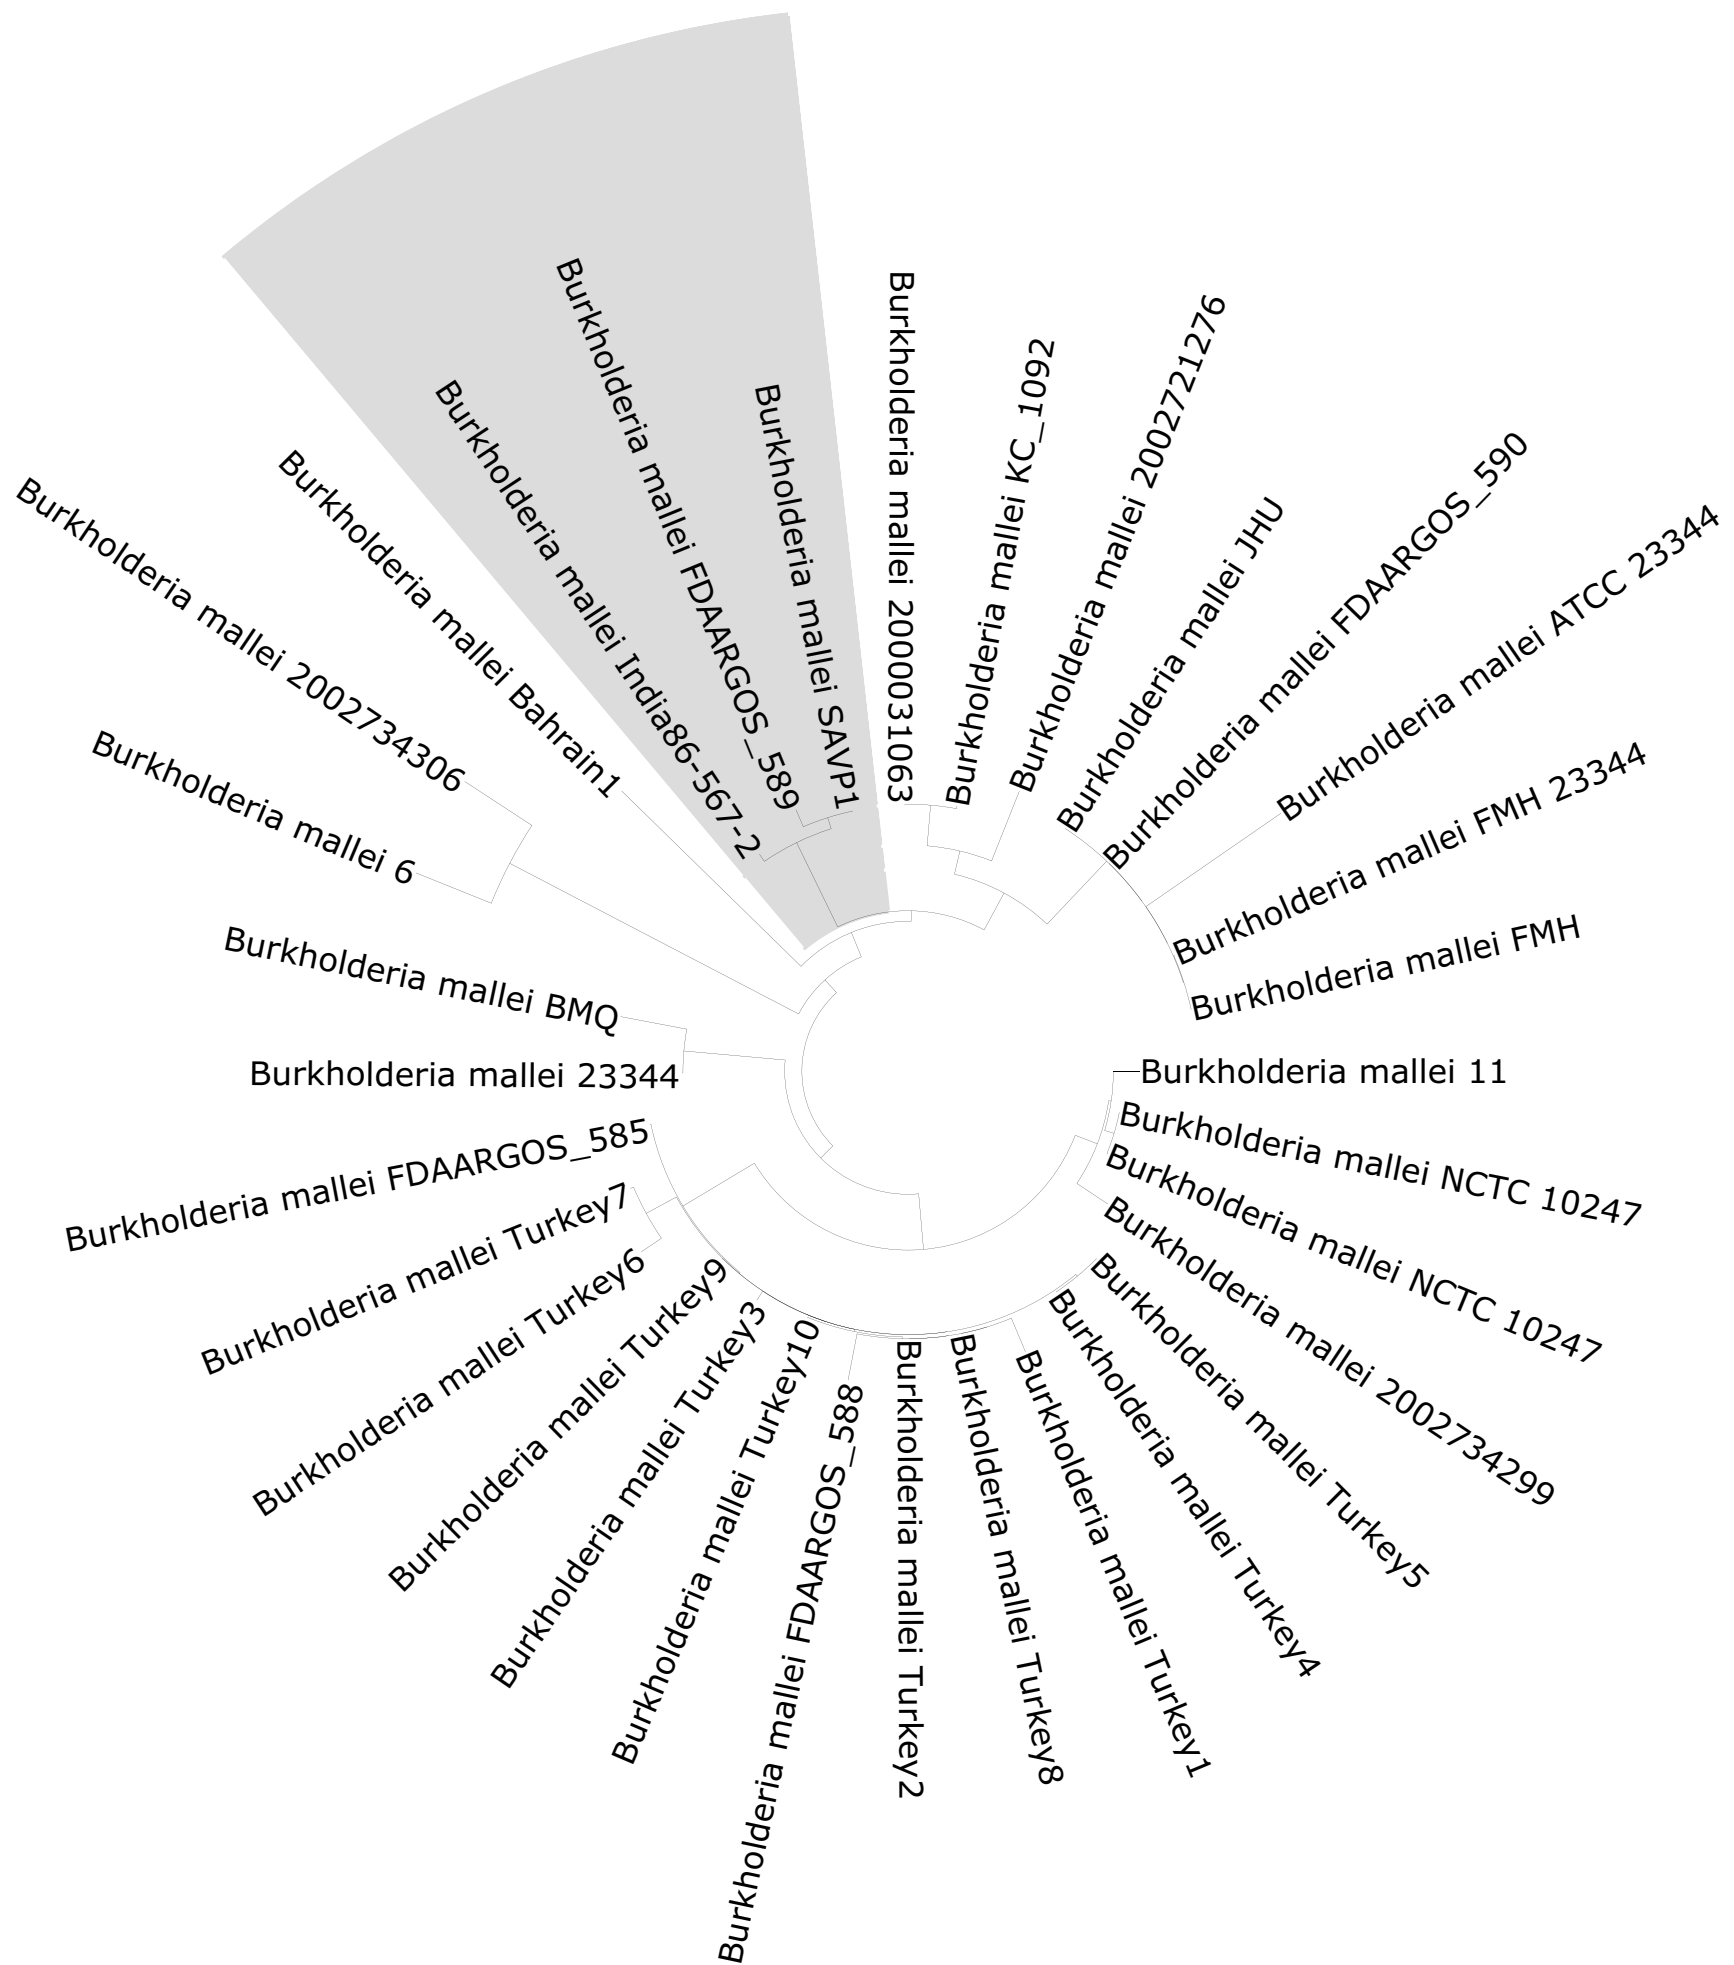 Burkholderia mallei 2000031063
Burkholderia mallei KC_1092
Burkholderia mallei 2002721276
Burkholderia mallei JHU
Burkholderia mallei FDAARGOS_590
Burkholderia mallei ATCC 23344
Burkholderia mallei FMH 23344
Burkholderia mallei FMH
Burkholderia mallei 11
Burkholderia mallei NCTC 10247
Burkholderia mallei NCTC 10247
Burkholderia mallei 2002734299
Burkholderia mallei Turkey5
Burkholderia mallei Turkey4
Burkholderia mallei Turkey1
Burkholderia mallei Turkey8
Burkholderia mallei Turkey2
Burkholderia mallei FDAARGOS_588
Burkholderia mallei Turkey10
Burkholderia mallei Turkey3
Burkholderia mallei Turkey9
Burkholderia mallei Turkey6
Burkholderia mallei Turkey7
Burkholderia mallei FDAARGOS_585
Burkholderia mallei 23344
Burkholderia mallei BMQ
Burkholderia mallei 6
Burkholderia mallei 2002734306
Burkholderia mallei Bahrain1
Burkholderia mallei India86-567-2
Burkholderia mallei FDAARGOS_589
Burkholderia mallei SAVP1